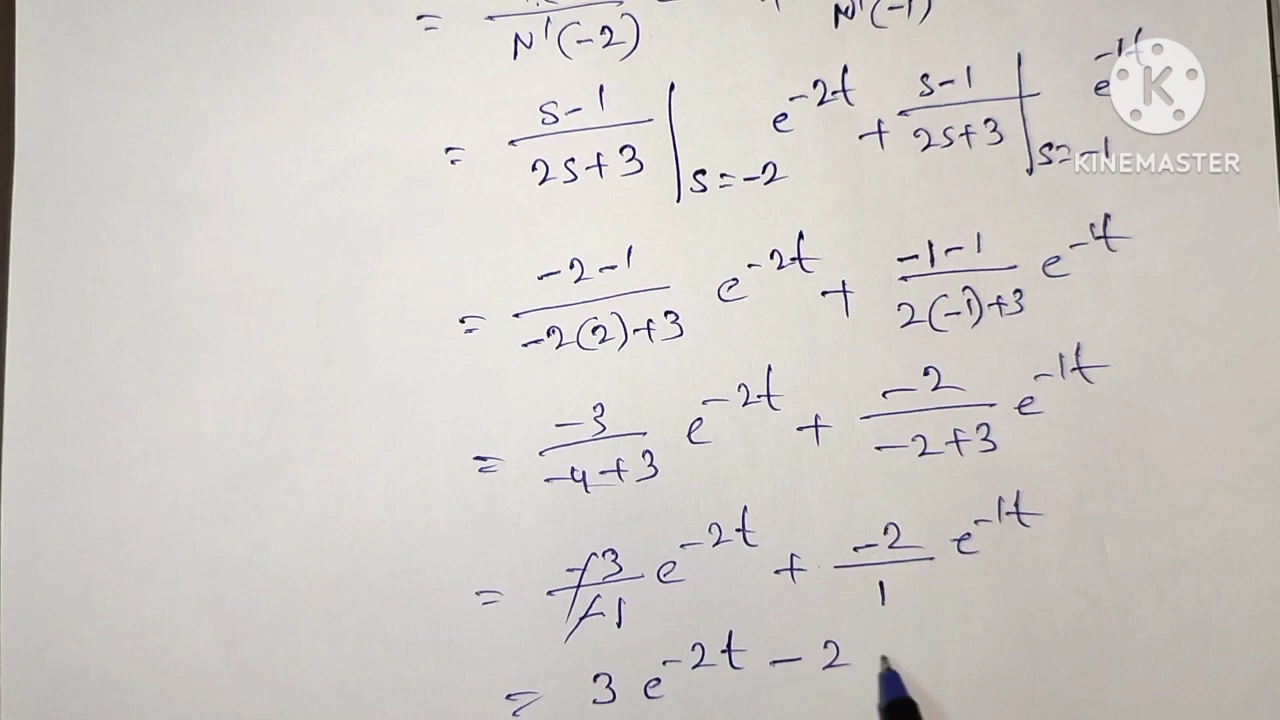 = N'(-2) N'(-1)
= s-1/2s+3 | s=-2 e^-2t + s-1/2s+3 | s=-1 e^-1t
= -2-1/-2(2)+3 e^-2t + -1-1/2(-1)+3 e^-1t
= -3/-4+3 e^-2t + -2/-2+3 e^-1t
= -3/-1 e^-2t + -2/1 e^-1t
= 3 e^-2t - 2
K
KINEMASTER